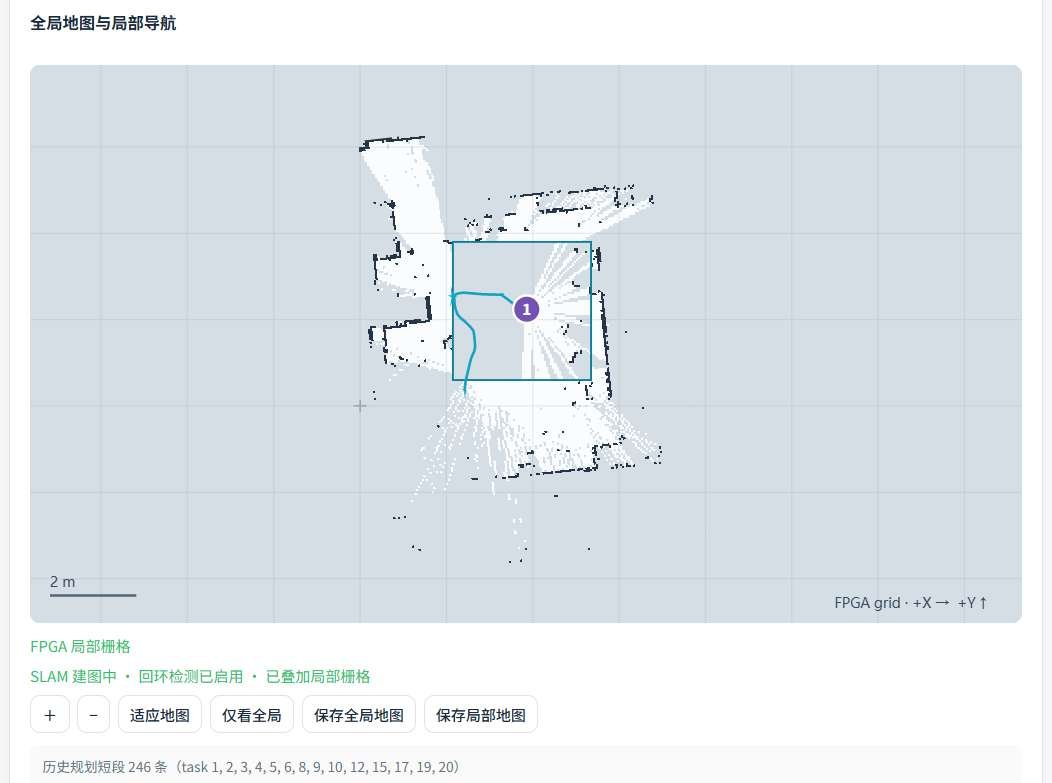 全局地图与局部导航
1
2 m
FPGA grid · +X → +Y ↑
FPGA 局部栅格
SLAM 建图中 · 回环检测已启用 · 已叠加局部栅格
+ − 适应地图 仅看全局 保存全局地图 保存局部地图
历史规划短段 246 条（task 1, 2, 3, 4, 5, 6, 8, 9, 10, 12, 15, 17, 19, 20）